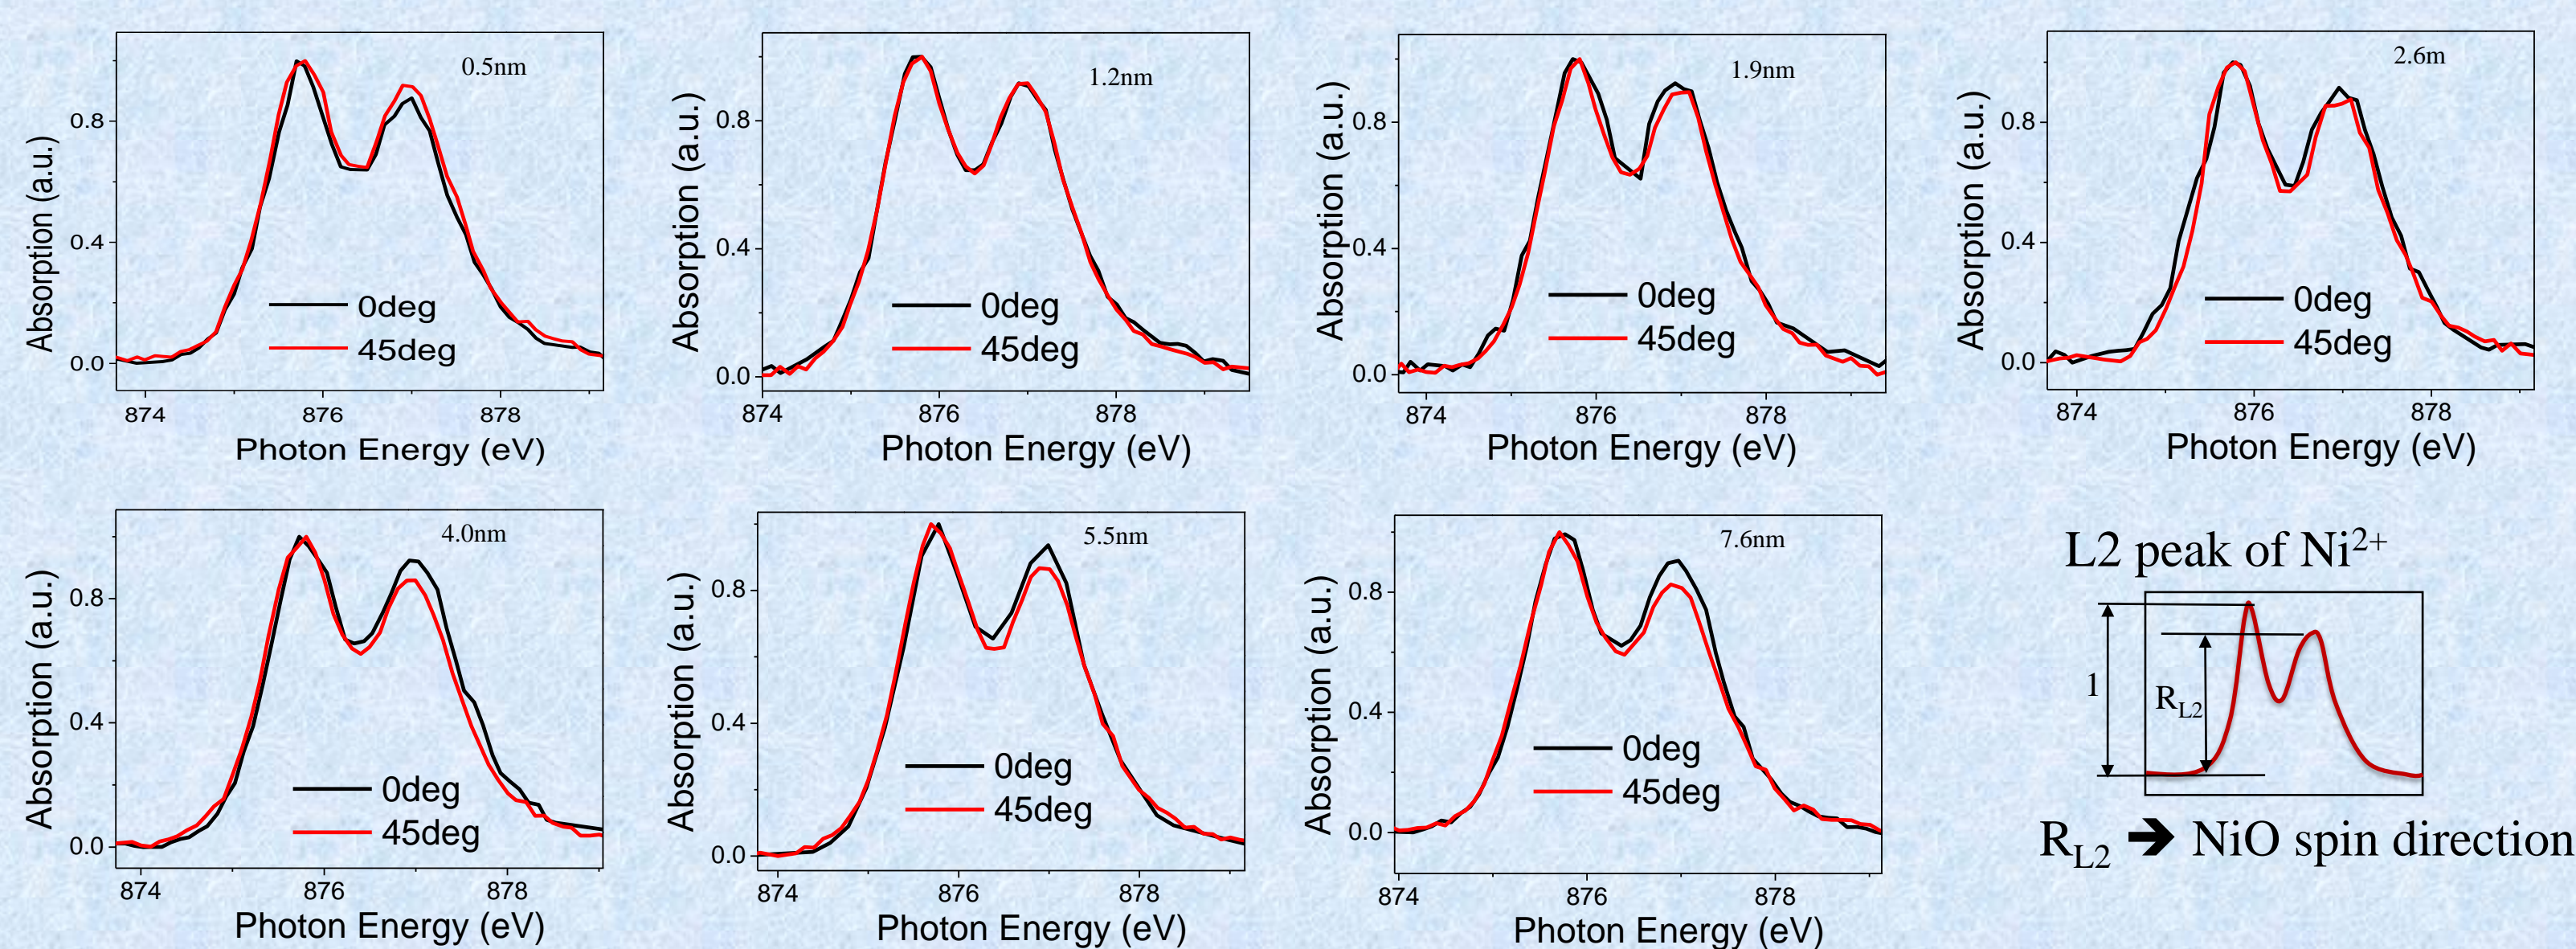 0.5nm
Absorption (a.u.)
0.8
0.4
0.0
0deg
45deg
874 876 878
Photon Energy (eV)
1.2nm
Absorption (a.u.)
0.8
0.4
0.0
0deg
45deg
874 876 878
Photon Energy (eV)
1.9nm
Absorption (a.u.)
0.8
0.4
0.0
0deg
45deg
874 876 878
Photon Energy (eV)
2.6m
Absorption (a.u.)
0.8
0.4
0.0
0deg
45deg
874 876 878
Photon Energy (eV)
4.0nm
Absorption (a.u.)
0.8
0.4
0.0
0deg
45deg
874 876 878
Photon Energy (eV)
5.5nm
Absorption (a.u.)
0.8
0.4
0.0
0deg
45deg
874 876 878
Photon Energy (eV)
7.6nm
Absorption (a.u.)
0.8
0.4
0.0
0deg
45deg
874 876 878
Photon Energy (eV)
L2 peak of Ni²⁺
1
R_L2
R_L2 ➔ NiO spin direction